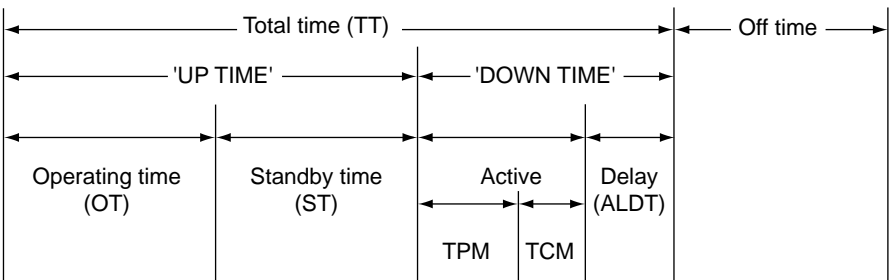 Total time (TT)
Off time
'UP TIME'
'DOWN TIME'
Operating time
(OT)
Standby time
(ST)
Active
Delay
(ALDT)
TPM
TCM